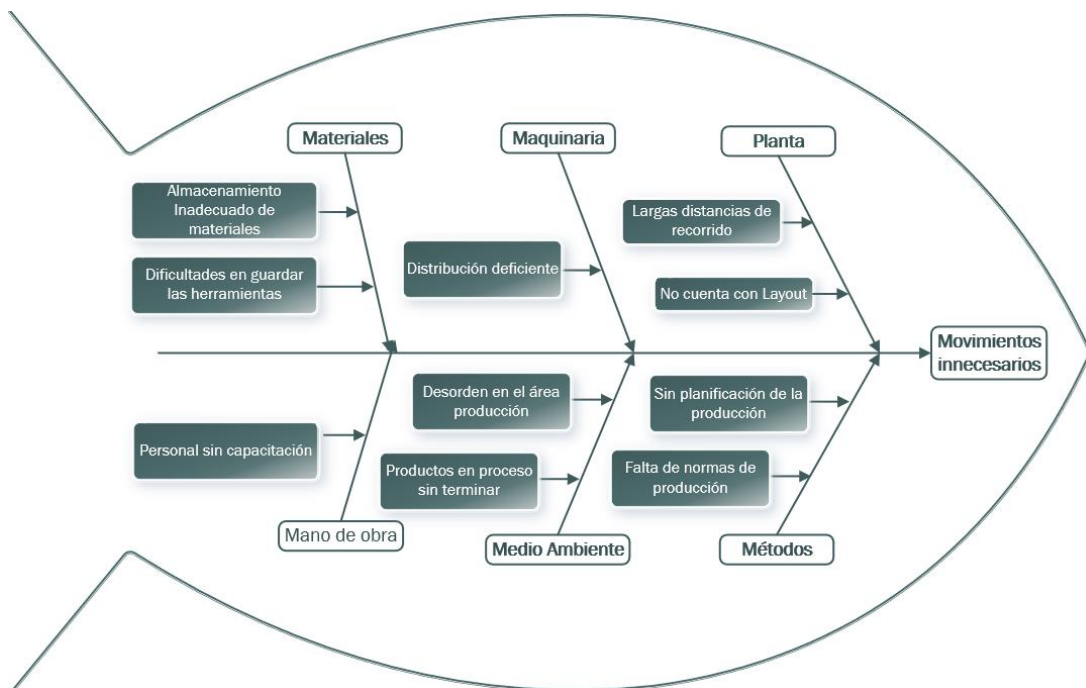 Materiales
Maquinaria
Planta
Almacenamiento
Inadecuado de
materiales
Largas distancias de
recorrido
Dificultades en guardar
las herramientas
Distribución deficiente
No cuenta con Layout
Movimientos
innecesarios
Desorden en el área
producción
Sin planificación de la
producción
Personal sin capacitación
Productos en proceso
sin terminar
Falta de normas de
producción
Mano de obra
Medio Ambiente
Métodos